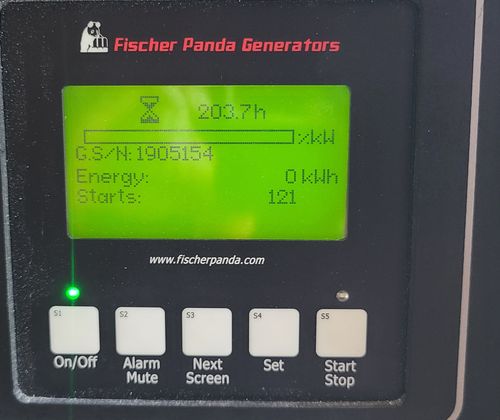 Fischer Panda Generators
203.7h
%kW
G.S/N: 1905154
Energy: 0 kWh
Starts: 121
www.fischerpanda.com
S1 S2 S3 S4 S5
On/Off Alarm Mute Next Screen Set Start Stop